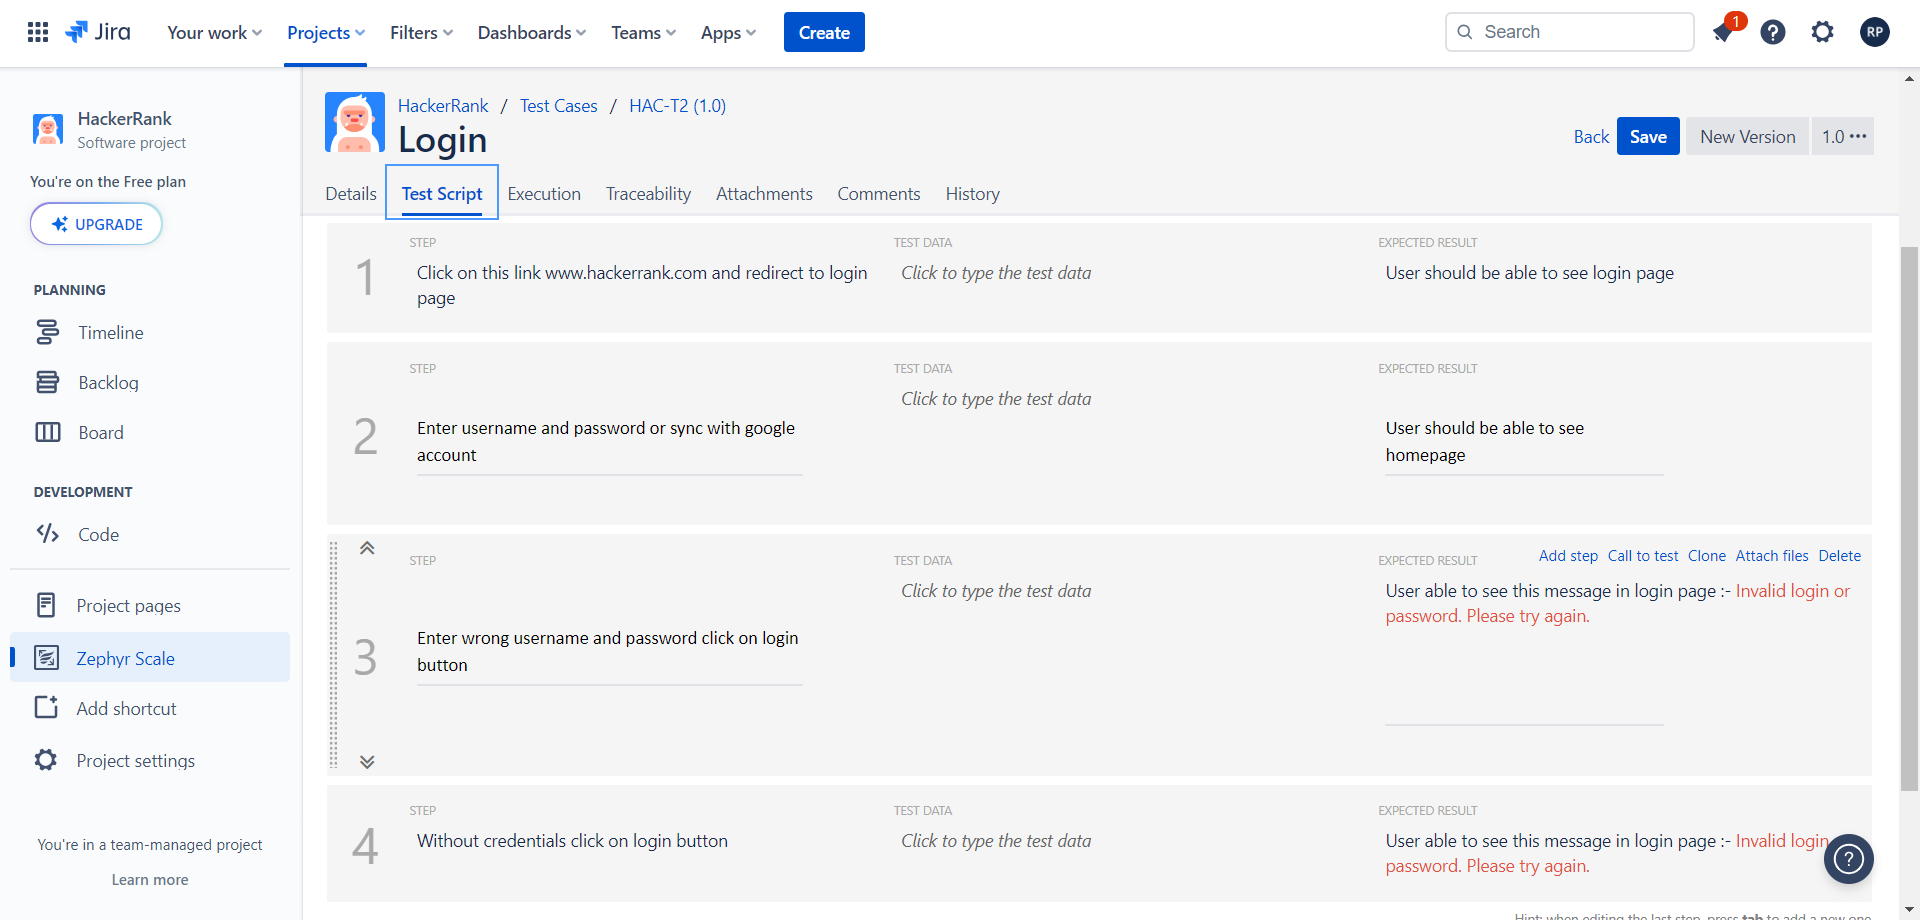 Jira
Your work
Projects
Filters
Dashboards
Teams
Apps
Create
Search
1
RP
HackerRank
Software project
You're on the Free plan
UPGRADE
PLANNING
Timeline
Backlog
Board
DEVELOPMENT
Code
Project pages
Zephyr Scale
Add shortcut
Project settings
You're in a team-managed project
Learn more
HackerRank / Test Cases / HAC-T2 (1.0)
Login
Back
Save
New Version
1.0
Details
Test Script
Execution
Traceability
Attachments
Comments
History
1
STEP
Click on this link www.hackerrank.com and redirect to login
page
TEST DATA
Click to type the test data
EXPECTED RESULT
User should be able to see login page
2
STEP
Enter username and password or sync with google
account
TEST DATA
Click to type the test data
EXPECTED RESULT
User should be able to see
homepage
3
STEP
Enter wrong username and password click on login
button
TEST DATA
Click to type the test data
EXPECTED RESULT
Add step
Call to test
Clone
Attach files
Delete
User able to see this message in login page :- Invalid login or
password. Please try again.
4
STEP
Without credentials click on login button
TEST DATA
Click to type the test data
EXPECTED RESULT
User able to see this message in login page :- Invalid login
password. Please try again.
?
Hint: when editing the last step, press tab to add a new one